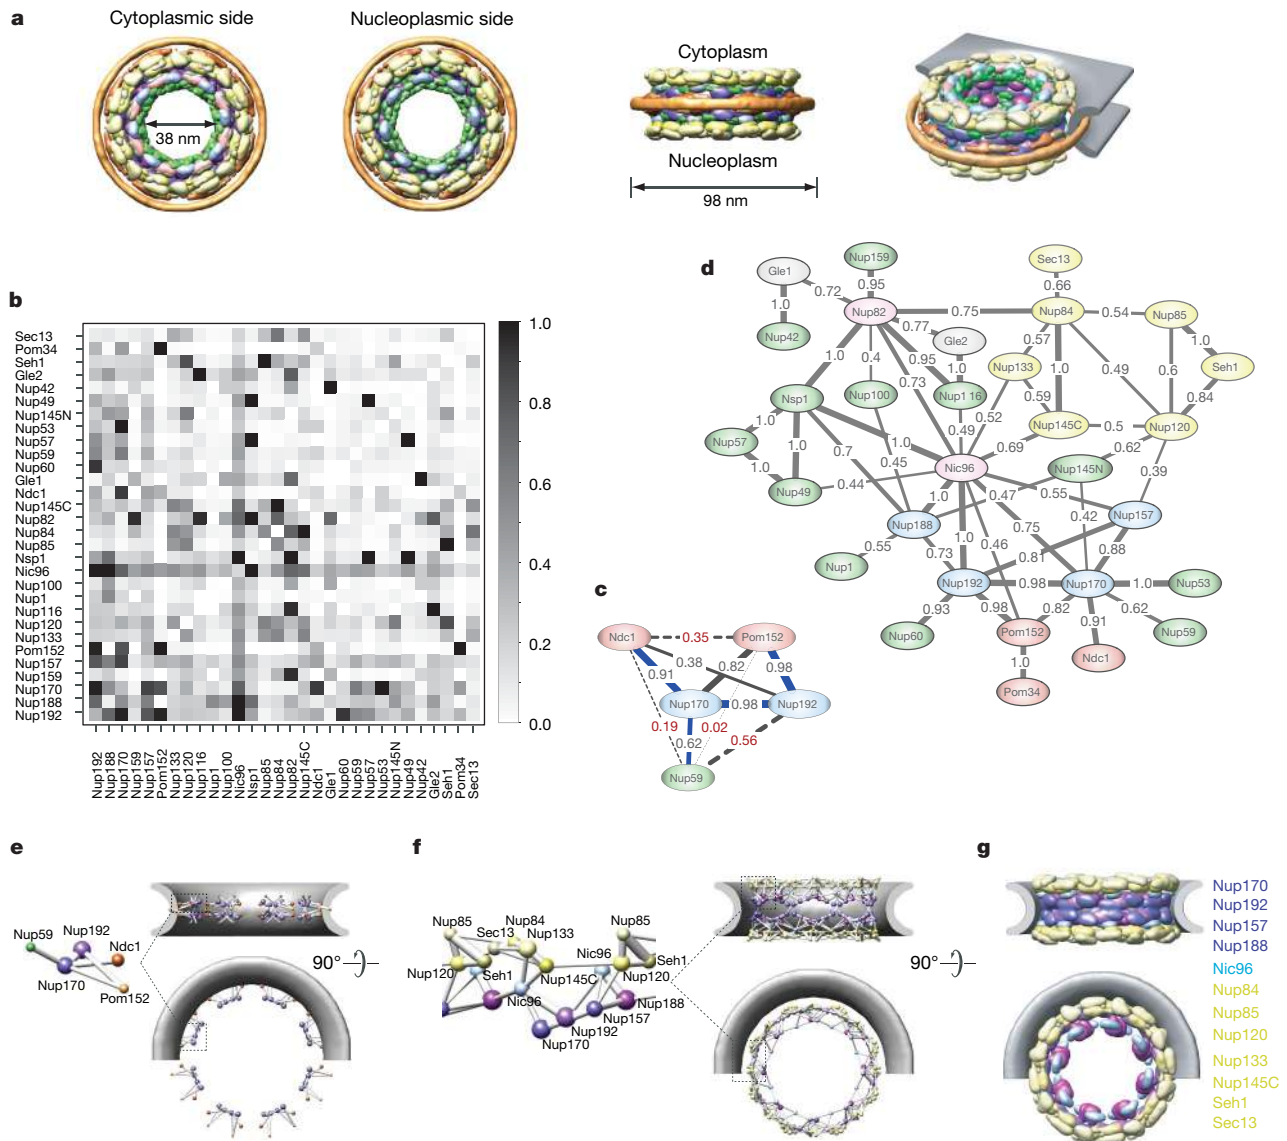 a
Cytoplasmic side
Nucleoplasmic side
38 nm
Cytoplasm
Nucleoplasm
98 nm
b
Sec13
Pom34
Seh1
Gle2
Nup42
Nup49
Nup145N
Nup53
Nup57
Nup59
Nup60
Gle1
Ndc1
Nup145C
Nup82
Nup84
Nup85
Nsp1
Nic96
Nup100
Nup1
Nup116
Nup120
Nup133
Pom152
Nup157
Nup159
Nup170
Nup188
Nup192
Nup192
Nup188
Nup170
Nup159
Nup157
Pom152
Nup133
Nup120
Nup116
Nup1
Nup100
Nic96
Nsp1
Nup85
Nup84
Nup82
Nup145C
Ndc1
Gle1
Nup60
Nup59
Nup57
Nup53
Nup145N
Nup49
Nup42
Gle2
Seh1
Pom34
Sec13
1.0
0.8
0.6
0.4
0.2
0.0
c
Ndc1
0.35
Pom152
0.38
0.82
0.98
0.91
Nup170
0.98
Nup192
0.19
0.02
0.62
0.56
Nup59
d
Nup159
Sec13
Gle1
0.95
0.66
0.72
1.0
Nup82
0.75
Nup84
0.54
Nup85
0.77
Nup42
Gle2
0.57
1.0
1.0
0.4
0.95
1.0
Nup133
1.0
0.49
0.6
Seh1
0.73
Nsp1
Nup100
Nup1 16
0.59
0.84
0.52
1.0
1.0
0.49
Nup145C
0.5
Nup120
Nup57
1.0
0.69
0.62
1.0
0.7
0.45
Nic96
Nup145N
0.39
Nup49
0.44
1.0
0.47
0.55
Nup188
0.42
Nup157
1.0
0.46
0.75
0.55
0.73
0.81
0.88
Nup1
Nup192
0.98
Nup170
1.0
Nup53
0.93
0.98
0.82
0.62
0.91
Nup60
Pom152
Nup59
Ndc1
1.0
Pom34
e
Nup59
Nup192
Ndc1
Nup170
Pom152
90°
f
Nup85
Nup84
Sec13
Nup133
Nup85
Nic96
Nup120
Seh1
Nup145C
Nup120
Seh1
Nic96
Nup188
Nup157
Nup192
Nup170
90°
g
Nup170
Nup192
Nup157
Nup188
Nic96
Nup84
Nup85
Nup120
Nup133
Nup145C
Seh1
Sec13